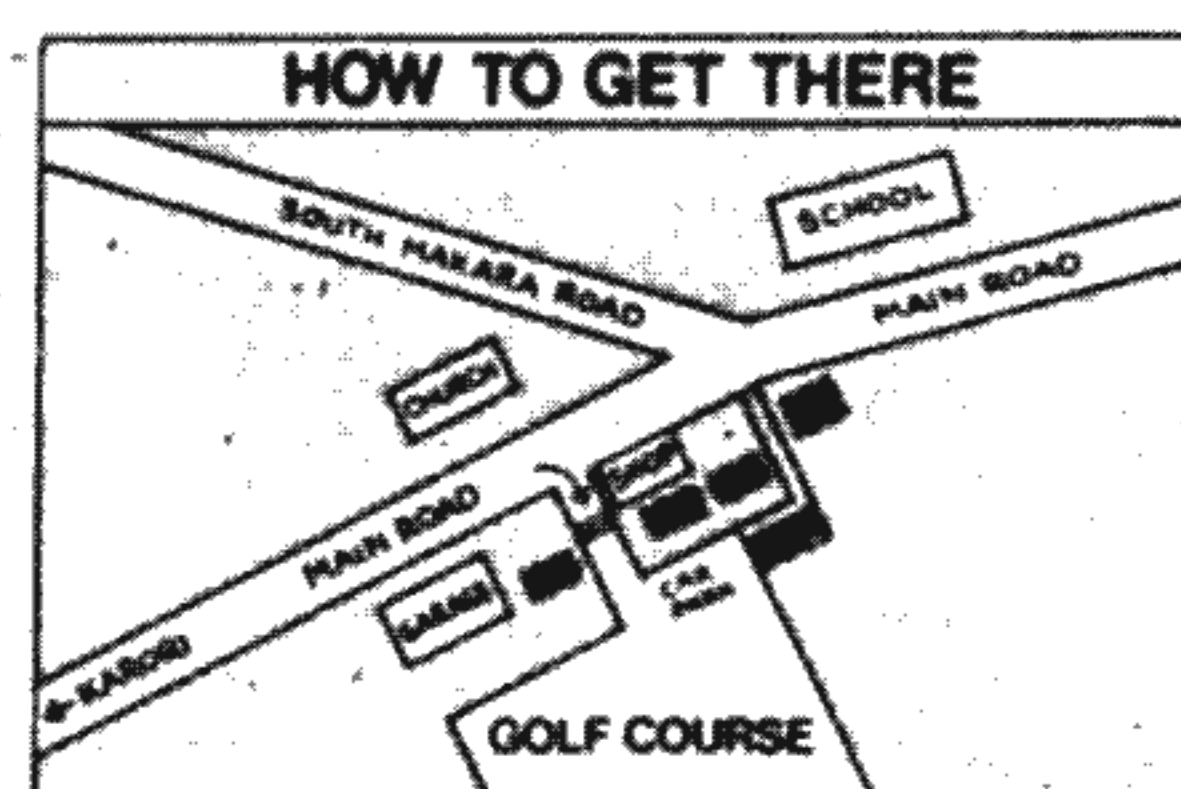 HOW TO GET THERE
SCHOOL
SOUTH MAKARA ROAD
MAIN ROAD
CHURCH
SHOP
MAIN ROAD
GARAGE
CAR
PARK
KARORI
GOLF COURSE